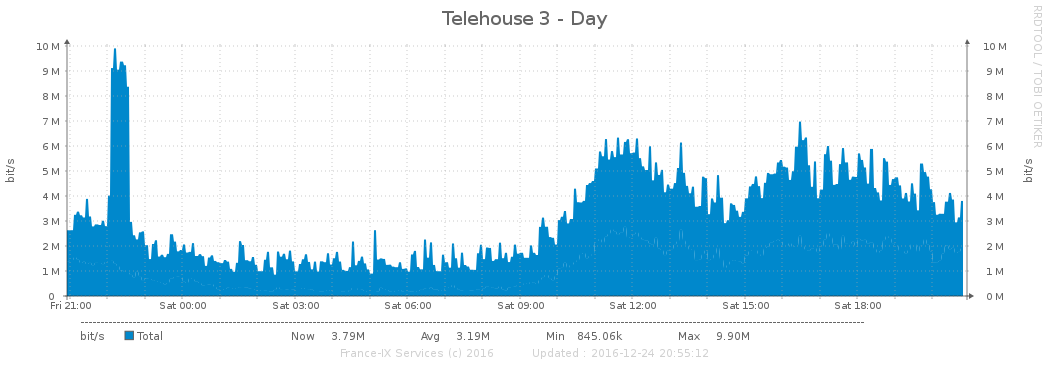 Telehouse 3 - Day
RRDTOOL / TOBI OETIKER
10 M
9 M
8 M
7 M
6 M
5 M
4 M
3 M
2 M
1 M
0
bit/s
10 M
9 M
8 M
7 M
6 M
5 M
4 M
3 M
2 M
1 M
0 M
bit/s
Fri 21:00 Sat 00:00 Sat 03:00 Sat 06:00 Sat 09:00 Sat 12:00 Sat 15:00 Sat 18:00
bit/s Total Now 3.79M Avg 3.19M Min 845.06k Max 9.90M
France-IX Services (c) 2016 Updated : 2016-12-24 20:55:12